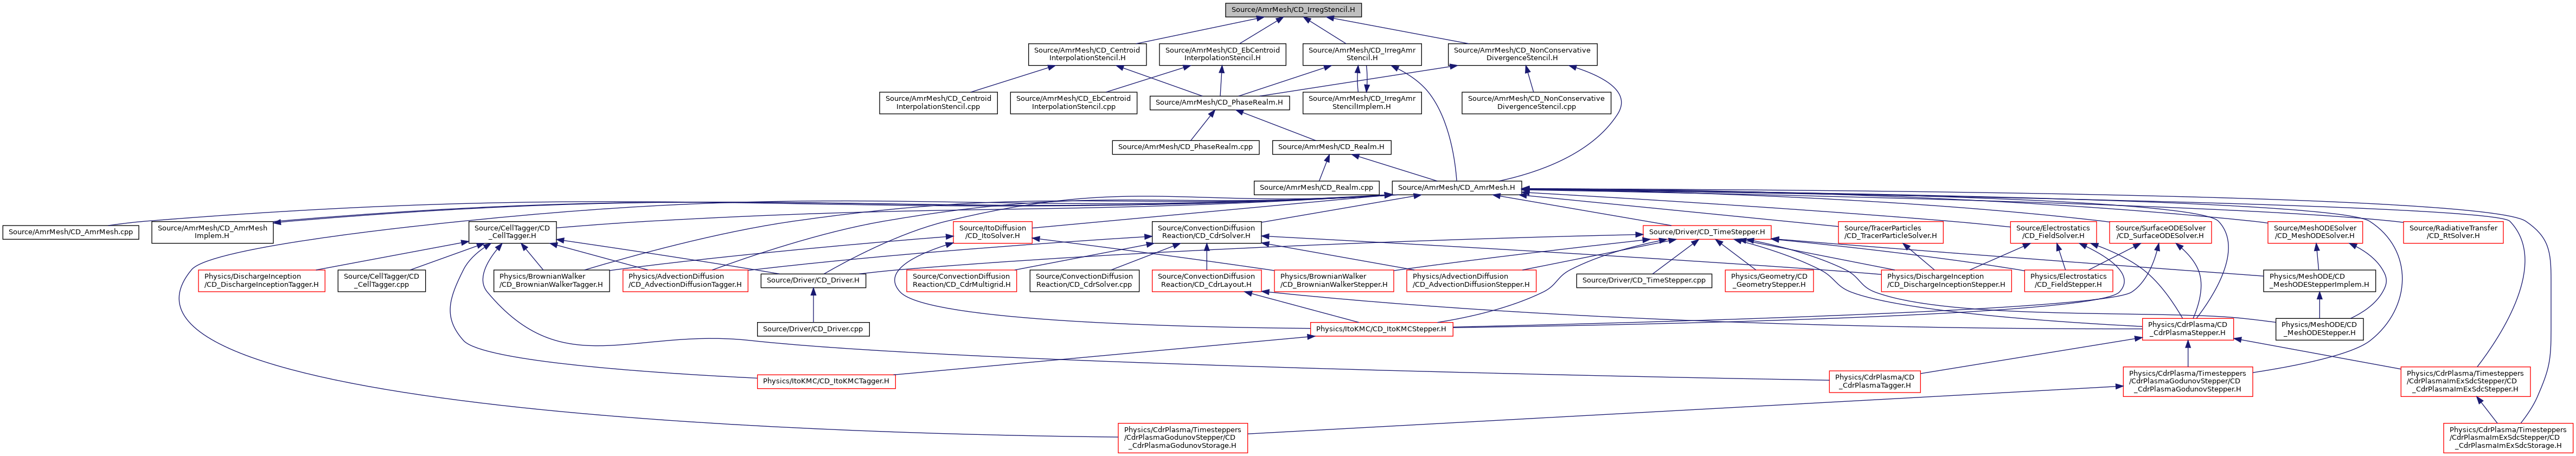 Source/AmrMesh/CD_IrregStencil.H
Source/AmrMesh/CD_Centroid
InterpolationStencil.H
Source/AmrMesh/CD_EbCentroid
InterpolationStencil.H
Source/AmrMesh/CD_IrregAmr
Stencil.H
Source/AmrMesh/CD_NonConservative
DivergenceStencil.H
Source/AmrMesh/CD_Centroid
InterpolationStencil.cpp
Source/AmrMesh/CD_EbCentroid
InterpolationStencil.cpp
Source/AmrMesh/CD_PhaseRealm.H
Source/AmrMesh/CD_IrregAmr
StencilImplem.H
Source/AmrMesh/CD_NonConservative
DivergenceStencil.cpp
Source/AmrMesh/CD_PhaseRealm.cpp
Source/AmrMesh/CD_Realm.H
Source/AmrMesh/CD_Realm.cpp
Source/AmrMesh/CD_AmrMesh.H
Source/AmrMesh/CD_AmrMesh.cpp
Source/AmrMesh/CD_AmrMesh
Implem.H
Source/CellTagger/CD
_CellTagger.H
Source/ItoDiffusion
/CD_ItoSolver.H
Source/ConvectionDiffusion
Reaction/CD_CdrSolver.H
Source/Driver/CD_TimeStepper.H
Source/TracerParticles
/CD_TracerParticleSolver.H
Source/Electrostatics
/CD_FieldSolver.H
Source/SurfaceODESolver
/CD_SurfaceODESolver.H
Source/MeshODESolver
/CD_MeshODESolver.H
Source/RadiativeTransfer
/CD_RtSolver.H
Physics/DischargeInception
/CD_DischargeInceptionTagger.H
Source/CellTagger/CD
_CellTagger.cpp
Physics/BrownianWalker
/CD_BrownianWalkerTagger.H
Physics/AdvectionDiffusion
/CD_AdvectionDiffusionTagger.H
Source/Driver/CD_Driver.H
Source/ConvectionDiffusion
Reaction/CD_CdrMultigrid.H
Source/ConvectionDiffusion
Reaction/CD_CdrSolver.cpp
Source/ConvectionDiffusion
Reaction/CD_CdrLayout.H
Physics/BrownianWalker
/CD_BrownianWalkerStepper.H
Physics/AdvectionDiffusion
/CD_AdvectionDiffusionStepper.H
Source/Driver/CD_TimeStepper.cpp
Physics/Geometry/CD
_GeometryStepper.H
Physics/DischargeInception
/CD_DischargeInceptionStepper.H
Physics/Electrostatics
/CD_FieldStepper.H
Physics/MeshODE/CD
_MeshODEStepperImplem.H
Source/Driver/CD_Driver.cpp
Physics/ItoKMC/CD_ItoKMCStepper.H
Physics/CdrPlasma/CD
_CdrPlasmaStepper.H
Physics/MeshODE/CD
_MeshODEStepper.H
Physics/ItoKMC/CD_ItoKMCTagger.H
Physics/CdrPlasma/CD
_CdrPlasmaTagger.H
Physics/CdrPlasma/Timesteppers
/CdrPlasmaGodunovStepper/CD
_CdrPlasmaGodunovStepper.H
Physics/CdrPlasma/Timesteppers
/CdrPlasmaImExSdcStepper/CD
_CdrPlasmaImExSdcStepper.H
Physics/CdrPlasma/Timesteppers
/CdrPlasmaGodunovStepper/CD
_CdrPlasmaGodunovStorage.H
Physics/CdrPlasma/Timesteppers
/CdrPlasmaImExSdcStepper/CD
_CdrPlasmaImExSdcStorage.H